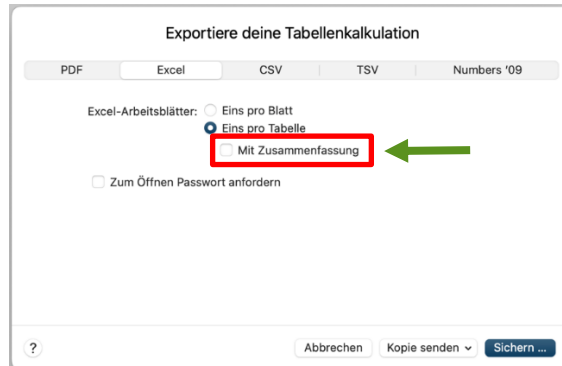 Exportiere deine Tabellenkalkulation
PDF Excel CSV TSV Numbers '09
Excel-Arbeitsblätter: Eins pro Blatt
Eins pro Tabelle
Mit Zusammenfassung
Zum Öffnen Passwort anfordern
? Abbrechen Kopie senden Sichern ...